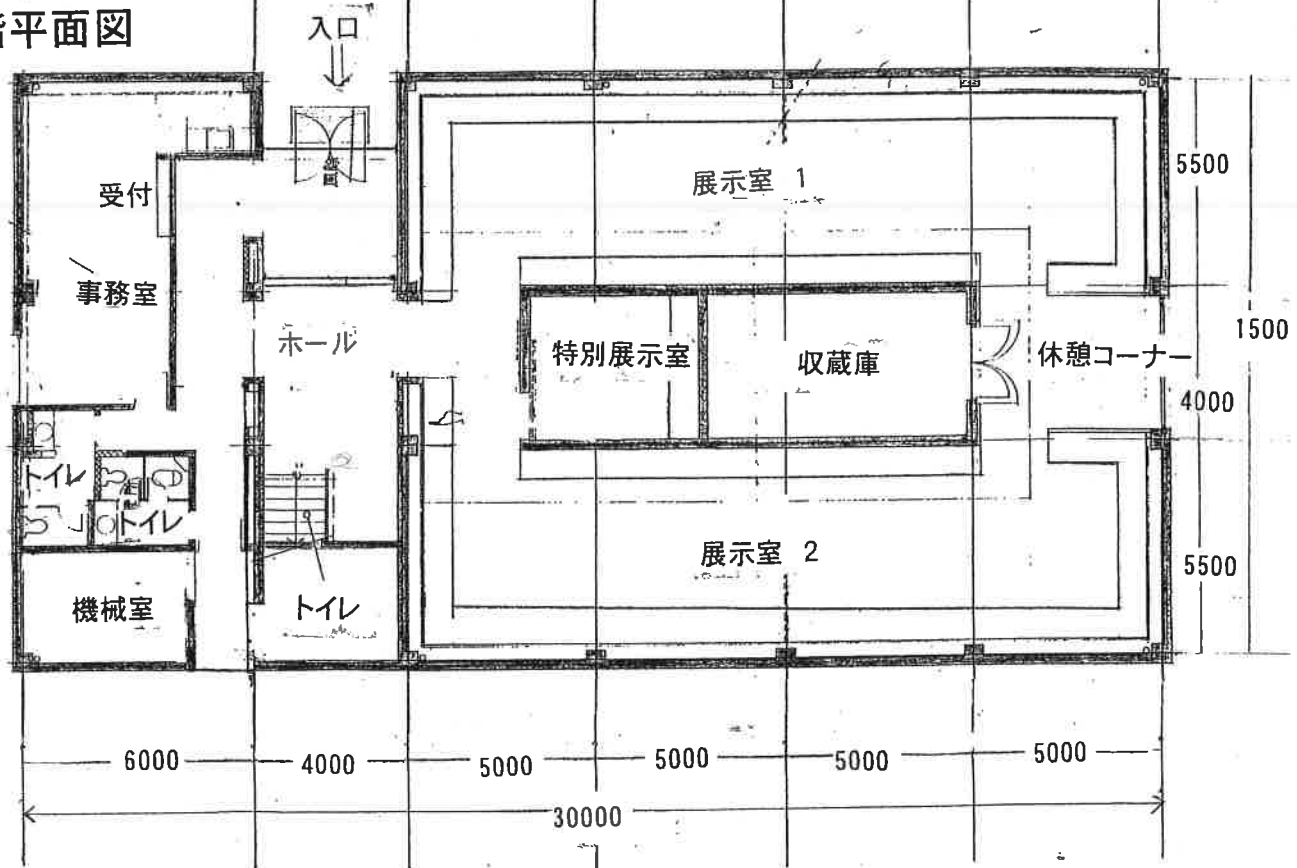 平面図
入口
展示室 1
5500
受付
事務室
ホール
特別展示室
収蔵庫
休憩コーナー
1500
4000
トイレ
トイレ
展示室 2
5500
機械室
トイレ
6000
4000
5000
5000
5000
5000
30000